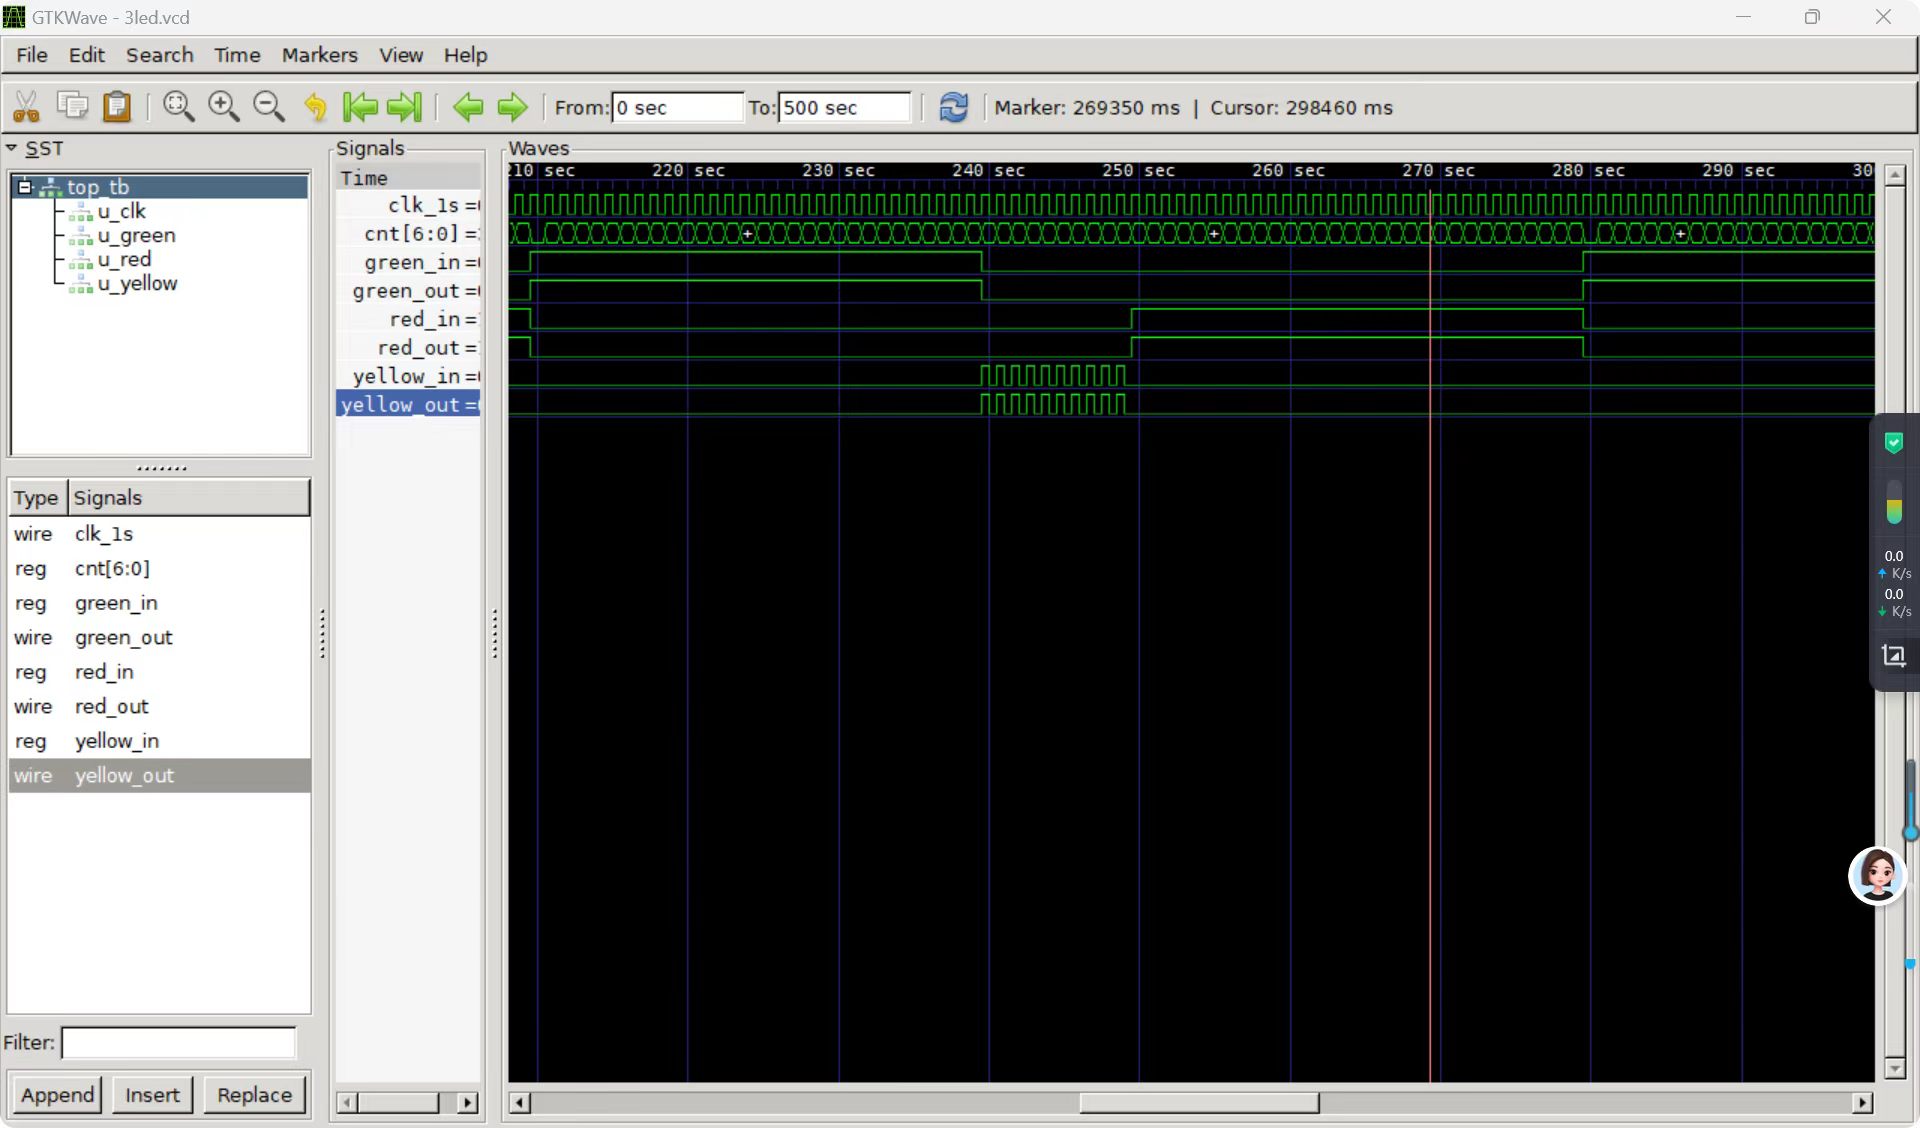 GTKWave - 3led.vcd
File Edit Search Time Markers View Help
From: 0 sec To: 500 sec Marker: 269350 ms | Cursor: 298460 ms
SST
top_tb
u_clk
u_green
u_red
u_yellow
Type Signals
wire clk_1s
reg cnt[6:0]
reg green_in
wire green_out
reg red_in
wire red_out
reg yellow_in
wire yellow_out
Filter:
Append Insert Replace
Signals
Time
clk_1s =
cnt[6:0] =
green_in =
green_out =
red_in =
red_out =
yellow_in =
yellow_out =
Waves
210 sec 220 sec 230 sec 240 sec 250 sec 260 sec 270 sec 280 sec 290 sec 30
+ + +
0.0
K/s
0.0
K/s